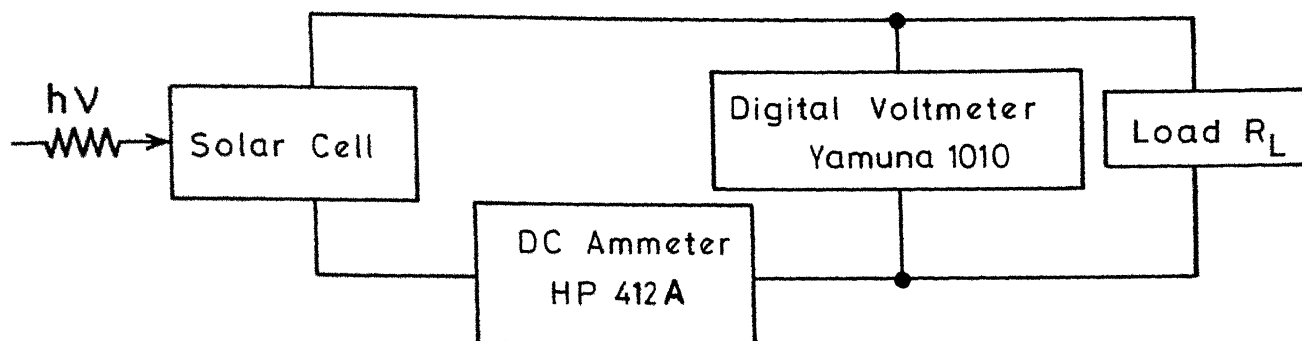 hν
Solar Cell
Digital Voltmeter
Yamuna 1010
Load R_L
DC Ammeter
HP 412A